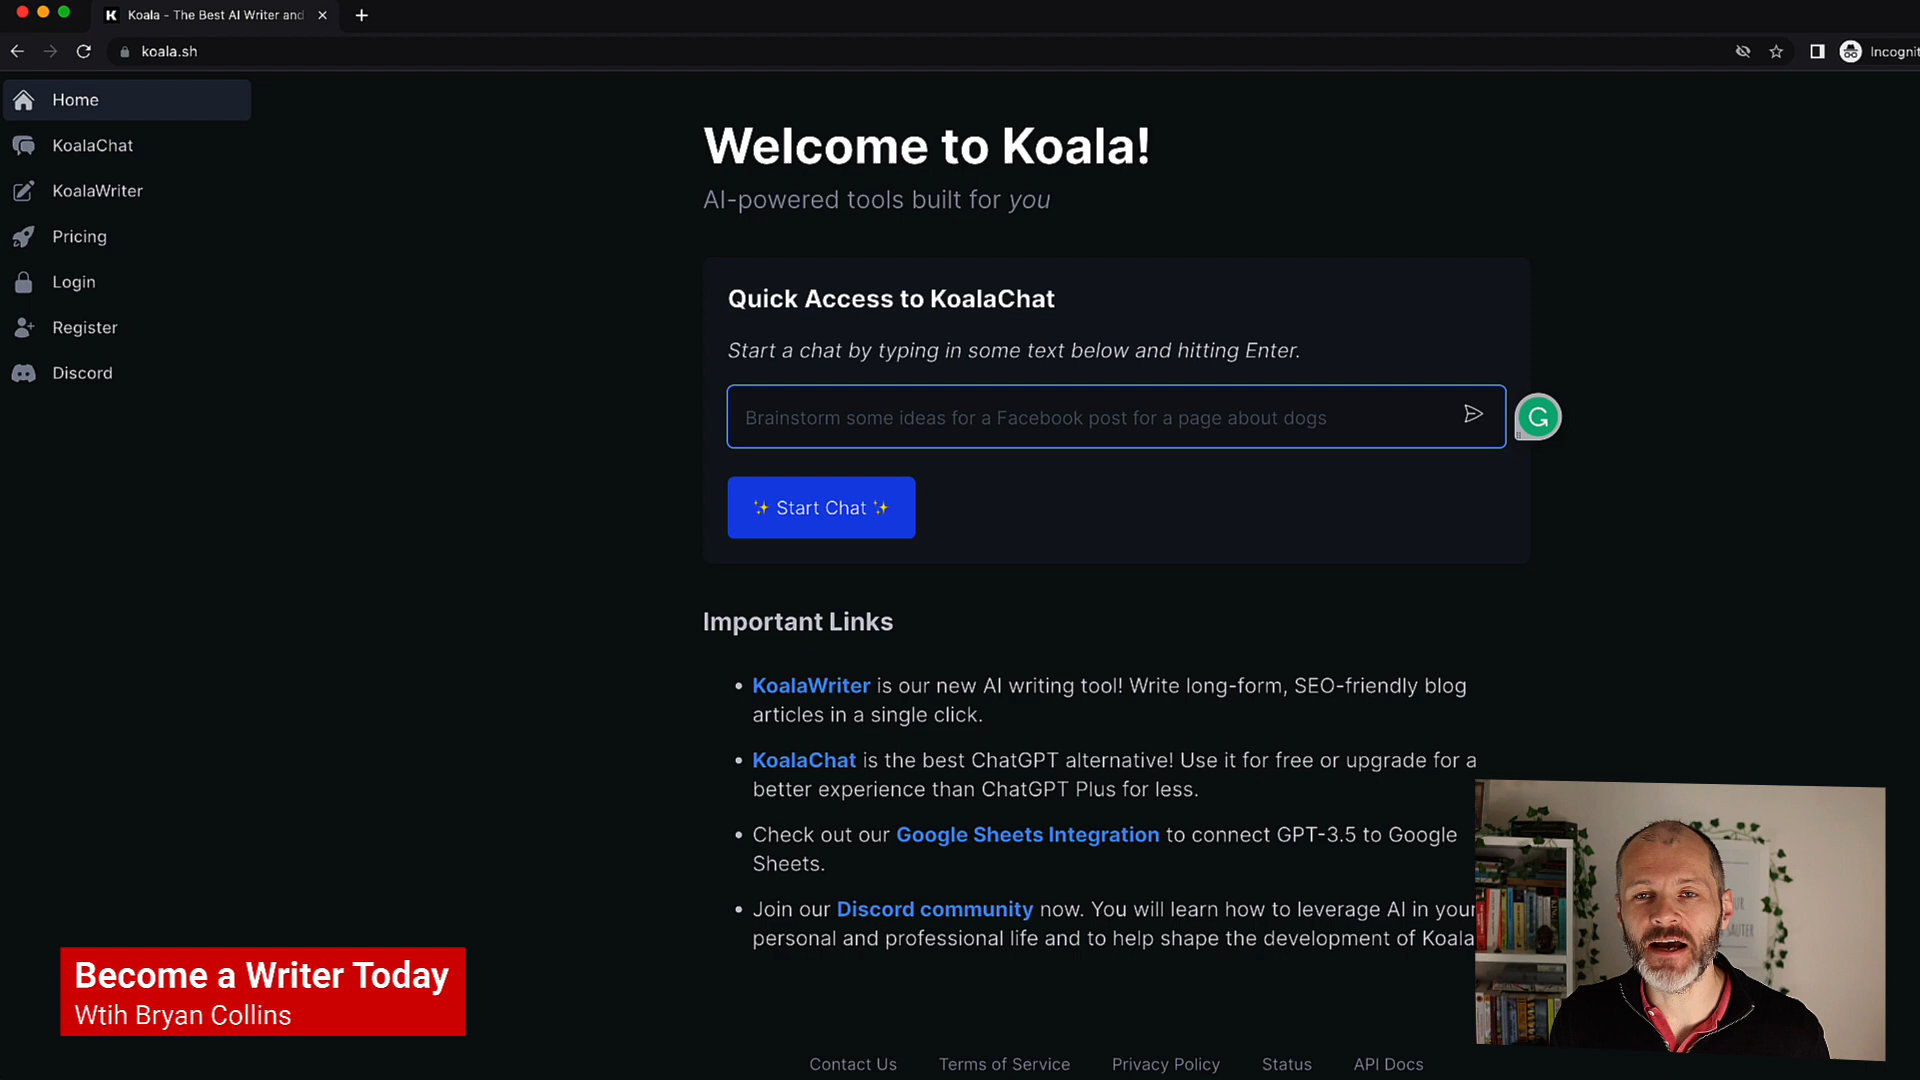 Koala - The Best AI Writer and
koala.sh
Incognit
Home
KoalaChat
KoalaWriter
Pricing
Login
Register
Discord
Welcome to Koala!
AI-powered tools built for you
Quick Access to KoalaChat
Start a chat by typing in some text below and hitting Enter.
Brainstorm some ideas for a Facebook post for a page about dogs
✨ Start Chat ✨
Important Links
• KoalaWriter is our new AI writing tool! Write long-form, SEO-friendly blog
articles in a single click.
• KoalaChat is the best ChatGPT alternative! Use it for free or upgrade for a
better experience than ChatGPT Plus for less.
• Check out our Google Sheets Integration to connect GPT-3.5 to Google
Sheets.
• Join our Discord community now. You will learn how to leverage AI in your
personal and professional life and to help shape the development of Koala
Become a Writer Today
Wtih Bryan Collins
Contact Us
Terms of Service
Privacy Policy
Status
API Docs